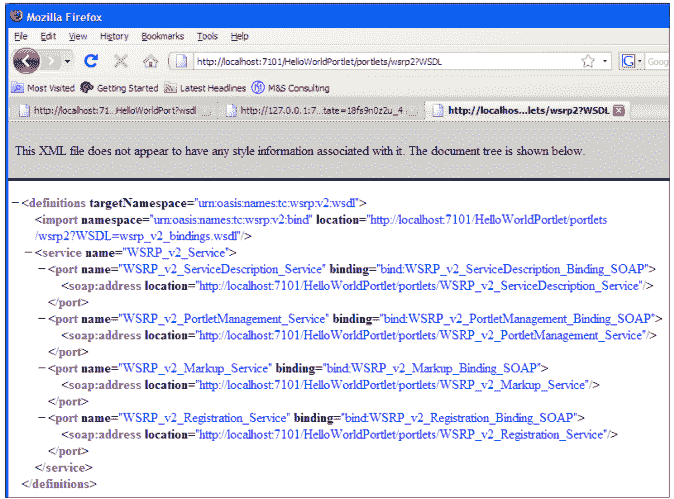 Mozilla Firefox
File Edit View History Bookmarks Tools Help
http://localhost:7101/HelloWorldPortlet/portlets/wsrp2?WSDL
G Goog
Most Visited Getting Started Latest Headlines M&S Consulting
http://localhost:71...HelloWorldPort?wsdl http://127.0.0.1:7...tate=18fs9n0z2u_4 http://localhos...lets/wsrp2?WSDL
This XML file does not appear to have any style information associated with it. The document tree is shown below.
− <definitions targetNamespace="urn:oasis:names:tc:wsrp:v2:wsdl">
<import namespace="urn:oasis:names:tc:wsrp:v2:bind" location="http://localhost:7101/HelloWorldPortlet/portlets
/wsrp2?WSDL=wsrp_v2_bindings.wsdl"/>
− <service name="WSRP_v2_Service">
− <port name="WSRP_v2_ServiceDescription_Service" binding="bind:WSRP_v2_ServiceDescription_Binding_SOAP">
<soap:address location="http://localhost:7101/HelloWorldPortlet/portlets/WSRP_v2_ServiceDescription_Service"/>
</port>
− <port name="WSRP_v2_PortletManagement_Service" binding="bind:WSRP_v2_PortletManagement_Binding_SOAP">
<soap:address location="http://localhost:7101/HelloWorldPortlet/portlets/WSRP_v2_PortletManagement_Service"/>
</port>
− <port name="WSRP_v2_Markup_Service" binding="bind:WSRP_v2_Markup_Binding_SOAP">
<soap:address location="http://localhost:7101/HelloWorldPortlet/portlets/WSRP_v2_Markup_Service"/>
</port>
− <port name="WSRP_v2_Registration_Service" binding="bind:WSRP_v2_Registration_Binding_SOAP">
<soap:address location="http://localhost:7101/HelloWorldPortlet/portlets/WSRP_v2_Registration_Service"/>
</port>
</service>
</definitions>